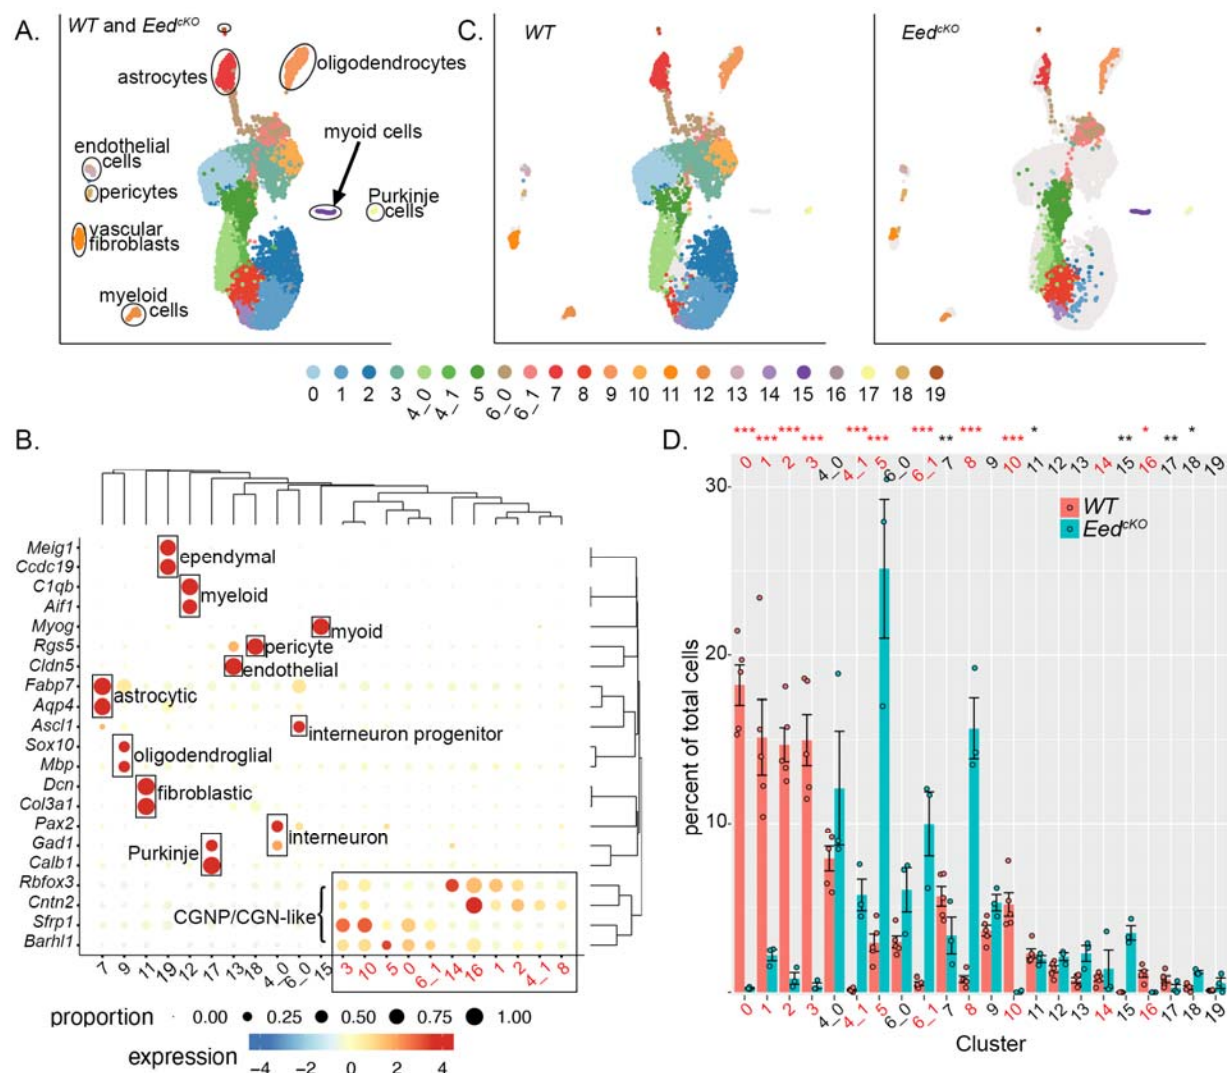 A.
WT and Eed^cKO
astrocytes
oligodendrocytes
endothelial
cells
pericytes
vascular
fibroblasts
myeloid
cells
myoid cells
Purkinje
cells
C.
WT
Eed^cKO
0 1 2 3 4_0 4_1 5 6_0 6_1 7 8 9 10 11 12 13 14 15 16 17 18 19
B.
Meig1
Ccdc19
C1qb
Aif1
Myog
Rgs5
Cldn5
Fabp7
Aqp4
Ascl1
Sox10
Mbp
Dcn
Col3a1
Pax2
Gad1
Calb1
Rbfox3
Cntn2
Sfrp1
Barhl1
ependymal
myeloid
myoid
pericyte
endothelial
astrocytic
interneuron progenitor
oligodendroglial
fibroblastic
interneuron
Purkinje
CGNP/CGN-like
7 9 11 19 12 17 13 18 4_0 6_0 15 3 10 5 0 6_1 14 16 1 2 4_1 8
proportion 0.00 0.25 0.50 0.75 1.00
expression
−4 −2 0 2 4
D.
*** *** *** *** *** *** *** ** *** *** * ** * ** *
0 1 2 3 4_0 4_1 5 6_0 6_1 7 8 9 10 11 12 13 14 15 16 17 18 19
WT
Eed^cKO
percent of total cells
30
20
10
0 1 2 3 4_0 4_1 5 6_0 6_1 7 8 9 10 11 12 13 14 15 16 17 18 19
Cluster